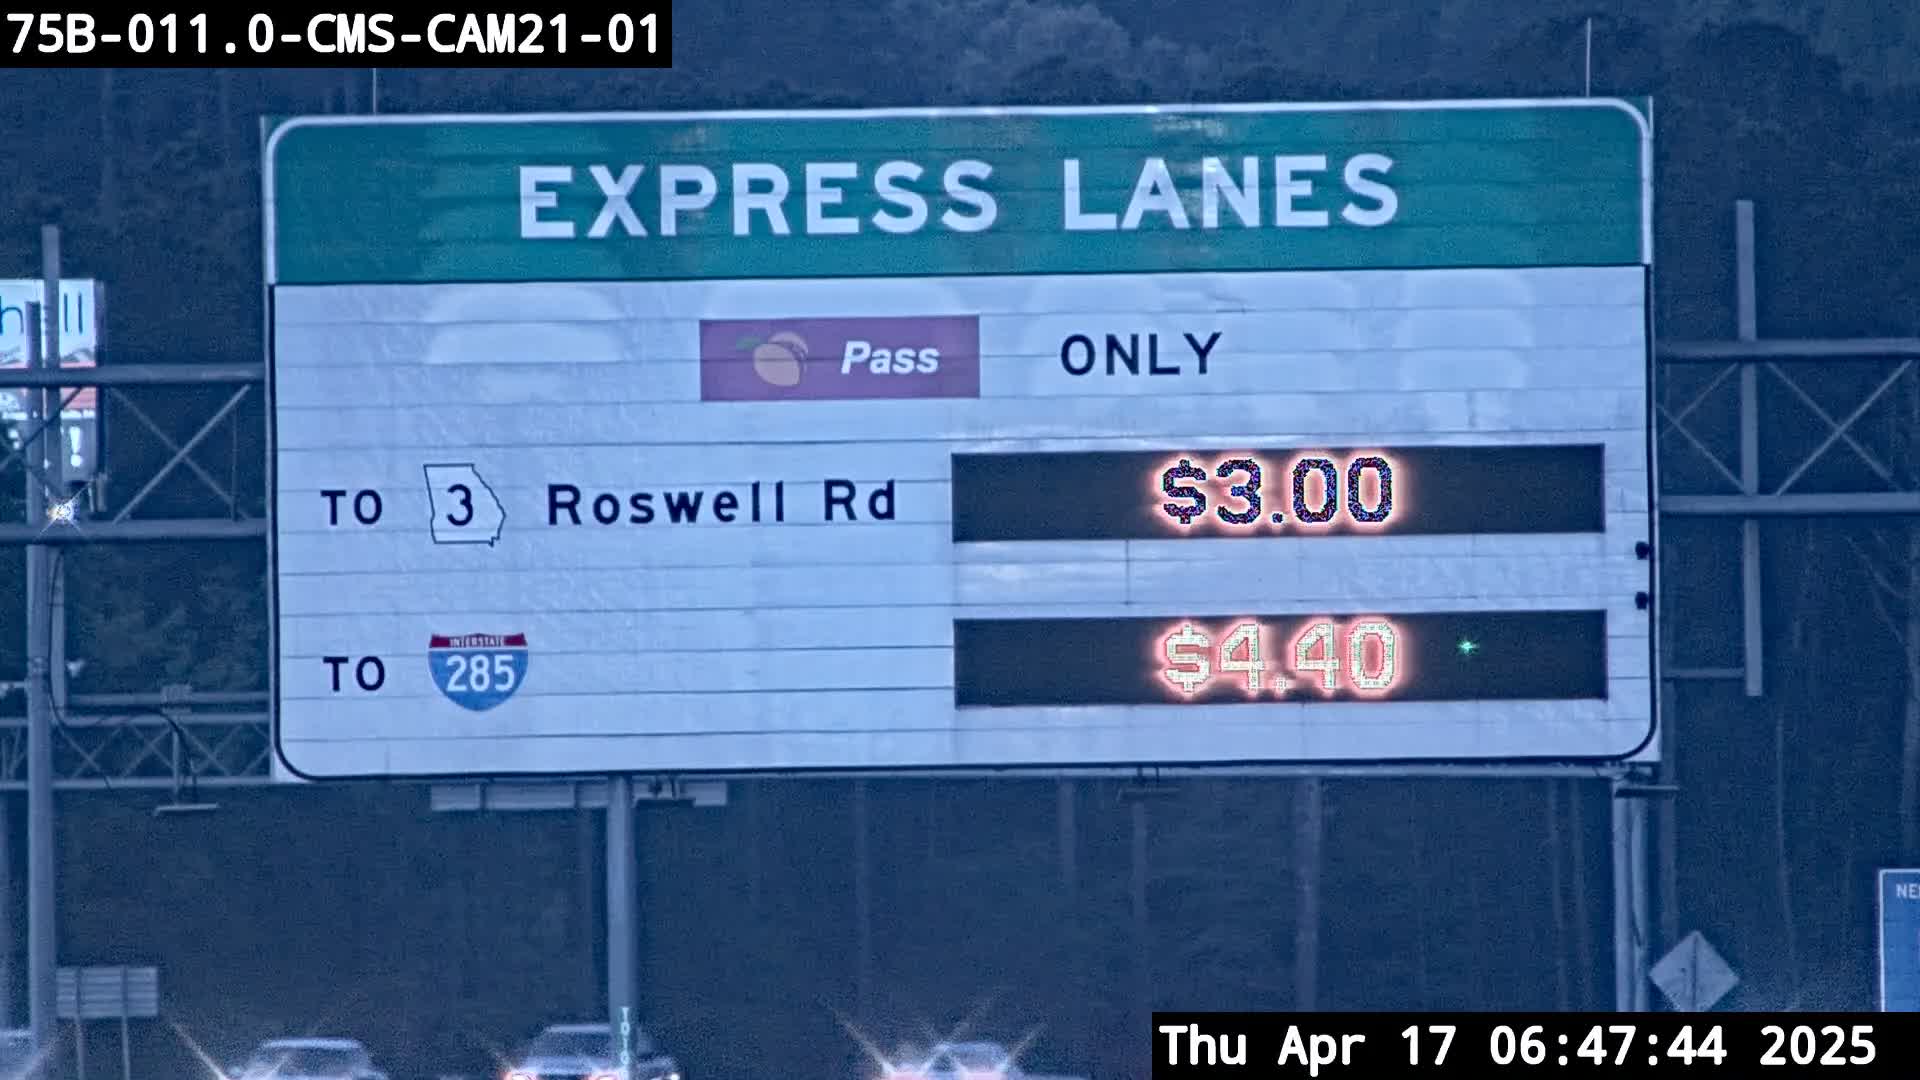 75B-011.0-CMS-CAM21-01
EXPRESS LANES
Pass ONLY
TO 3 Roswell Rd $3.00
INTERSTATE
TO 285 $4.40
Thu Apr 17 06:47:44 2025